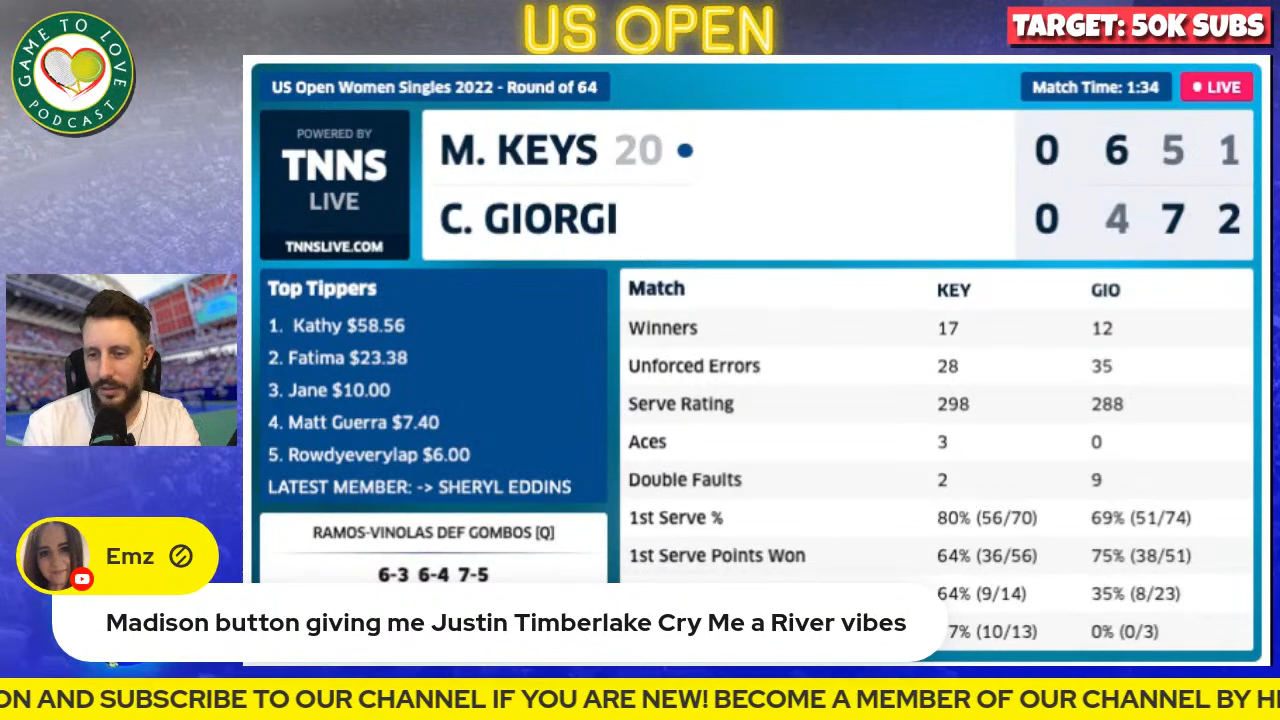 GAME TO LOVE
PODCAST
US OPEN
TARGET: 50K SUBS
US Open Women Singles 2022 - Round of 64
Match Time: 1:34
LIVE
POWERED BY
TNNS
LIVE
TNNSLIVE.COM
M. KEYS 20 0 6 5 1
C. GIORGI 0 4 7 2
Top Tippers
1. Kathy $58.56
2. Fatima $23.38
3. Jane $10.00
4. Matt Guerra $7.40
5. Rowdyeverylap $6.00
LATEST MEMBER: -> SHERYL EDDINS
RAMOS-VINOLAS DEF GOMBOS [Q]
6-3 6-4 7-5
Match KEY GIO
Winners 17 12
Unforced Errors 28 35
Serve Rating 298 288
Aces 3 0
Double Faults 2 9
1st Serve % 80% (56/70) 69% (51/74)
1st Serve Points Won 64% (36/56) 75% (38/51)
64% (9/14) 35% (8/23)
7% (10/13) 0% (0/3)
Emz
Madison button giving me Justin Timberlake Cry Me a River vibes
ON AND SUBSCRIBE TO OUR CHANNEL IF YOU ARE NEW! BECOME A MEMBER OF OUR CHANNEL BY HI